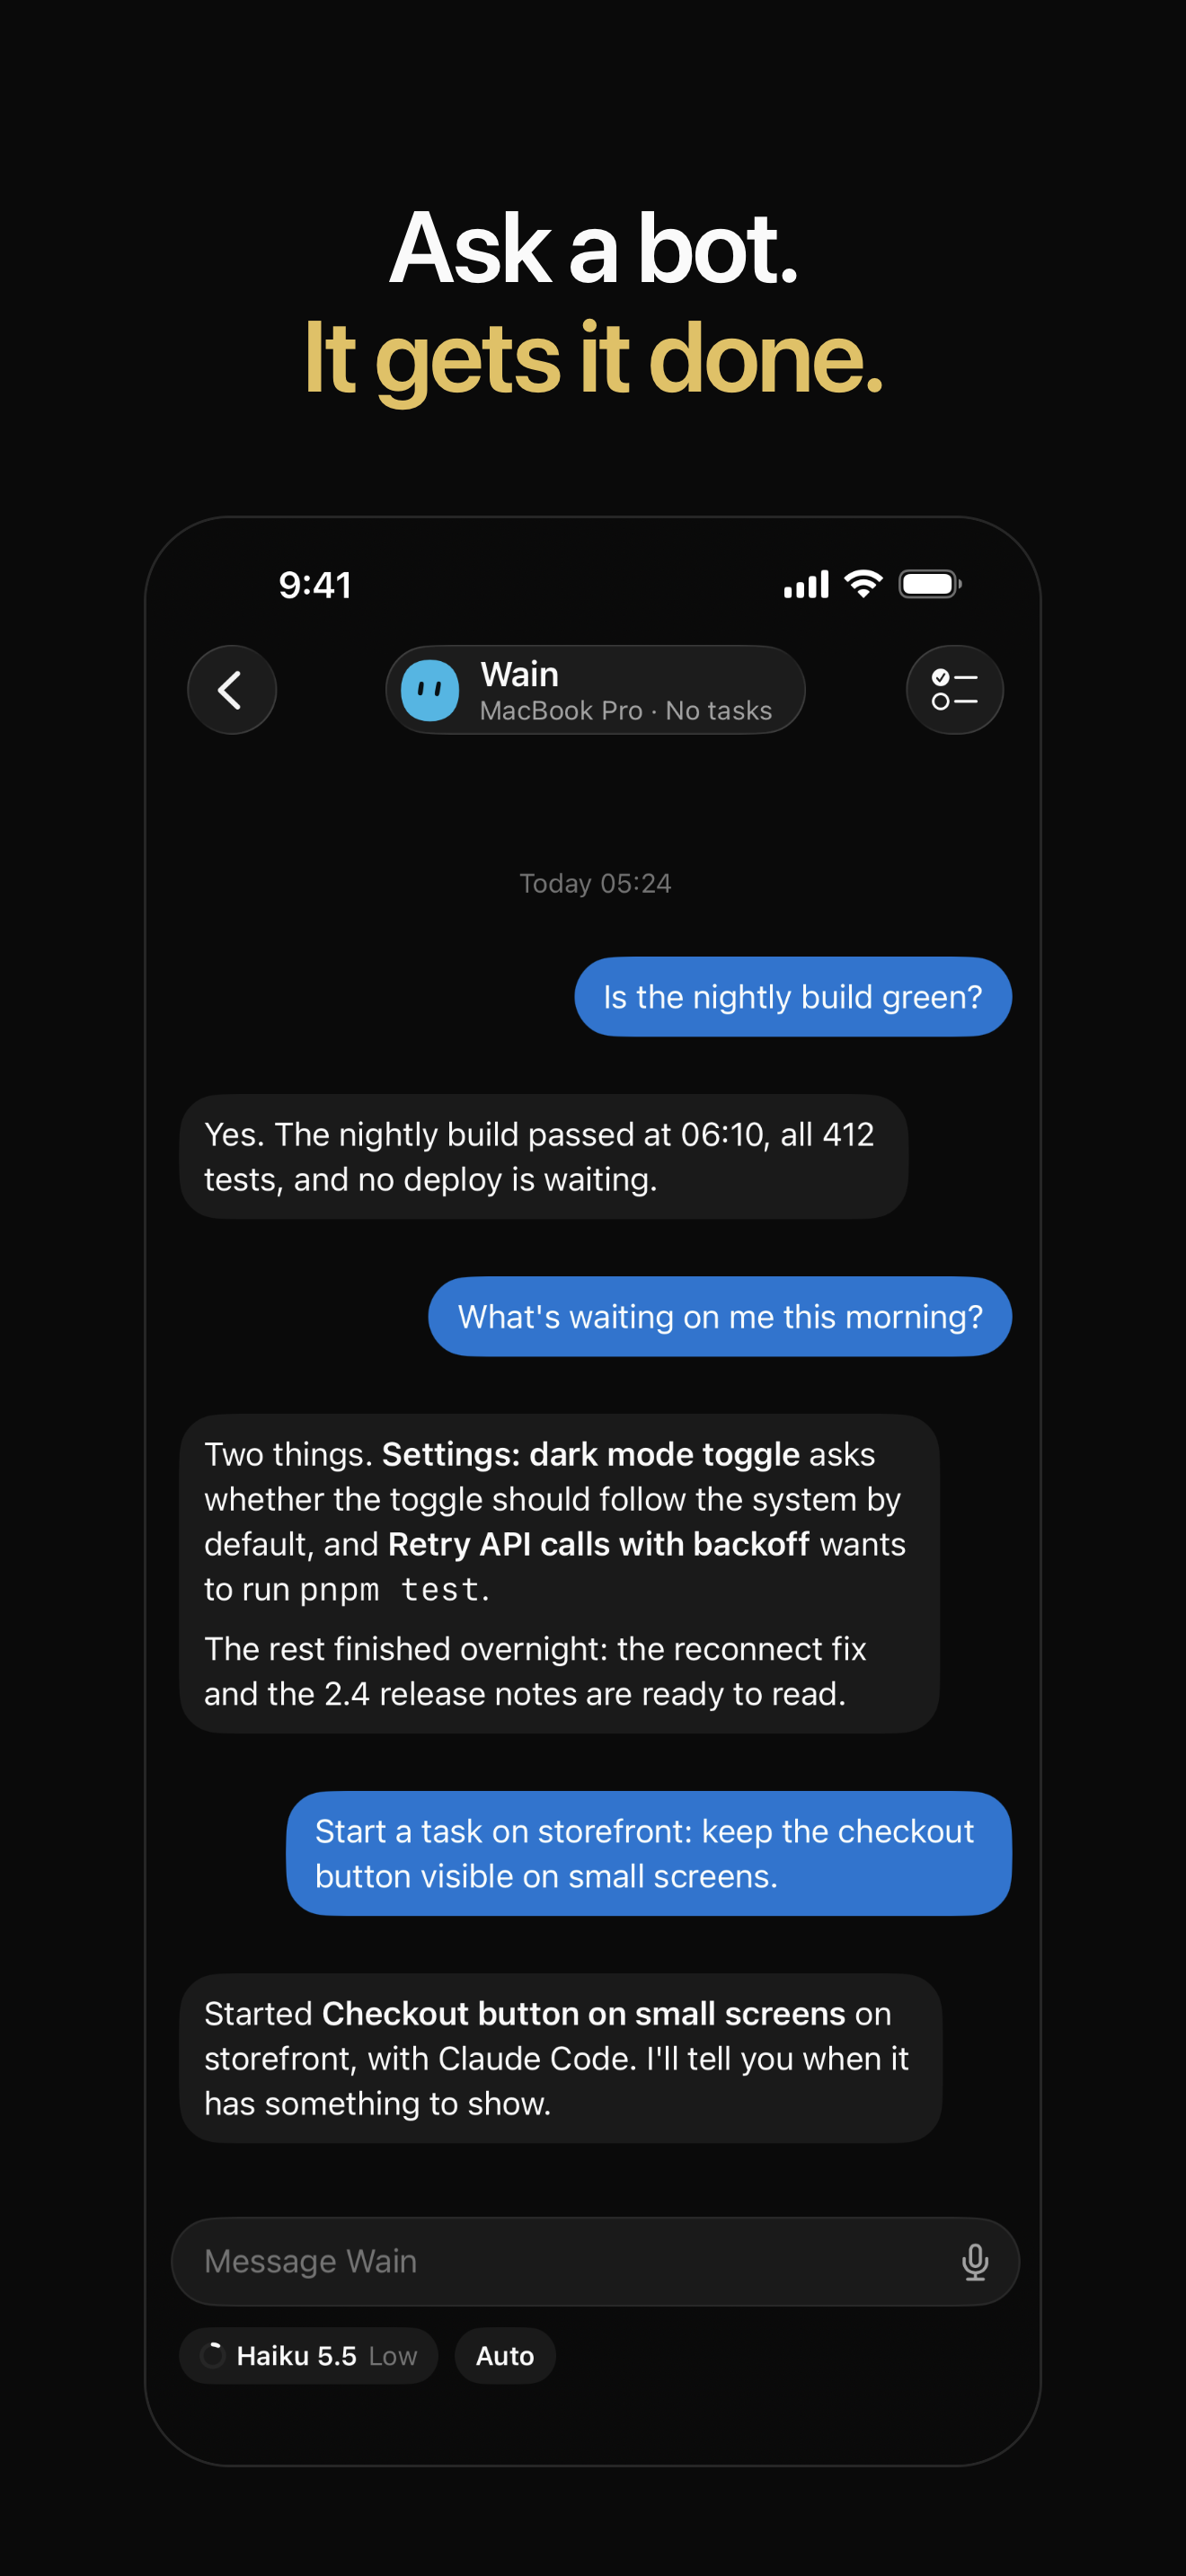 Ask a bot.
It gets it done.
9:41
Wain
MacBook Pro · No tasks
Today 05:24
Is the nightly build green?
Yes. The nightly build passed at 06:10, all 412
tests, and no deploy is waiting.
What's waiting on me this morning?
Two things. Settings: dark mode toggle asks
whether the toggle should follow the system by
default, and Retry API calls with backoff wants
to run pnpm test.
The rest finished overnight: the reconnect fix
and the 2.4 release notes are ready to read.
Start a task on storefront: keep the checkout
button visible on small screens.
Started Checkout button on small screens on
storefront, with Claude Code. I'll tell you when it
has something to show.
Message Wain
Haiku 5.5 Low
Auto